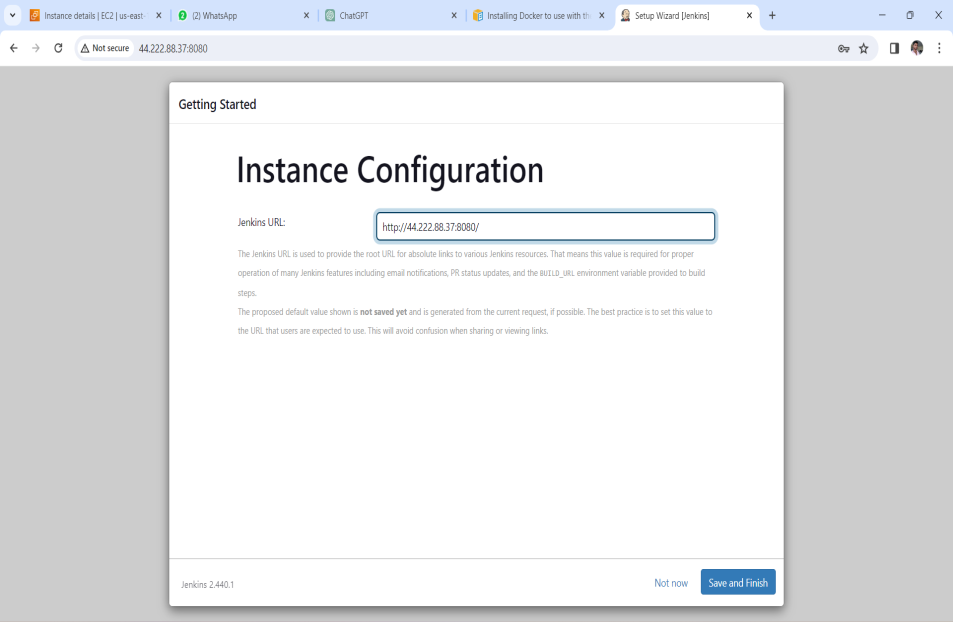 Instance details | EC2 | us-east-
(2) WhatsApp
ChatGPT
Installing Docker to use with th
Setup Wizard [Jenkins]
Not secure
44.222.88.37:8080
Getting Started
Instance Configuration
Jenkins URL:
http://44.222.88.37:8080/
The Jenkins URL is used to provide the root URL for absolute links to various Jenkins resources. That means this value is required for proper
operation of many Jenkins features including email notifications, PR status updates, and the BUILD_URL environment variable provided to build
steps.
The proposed default value shown is not saved yet and is generated from the current request, if possible. The best practice is to set this value to
the URL that users are expected to use. This will avoid confusion when sharing or viewing links.
Jenkins 2.440.1
Not now
Save and Finish